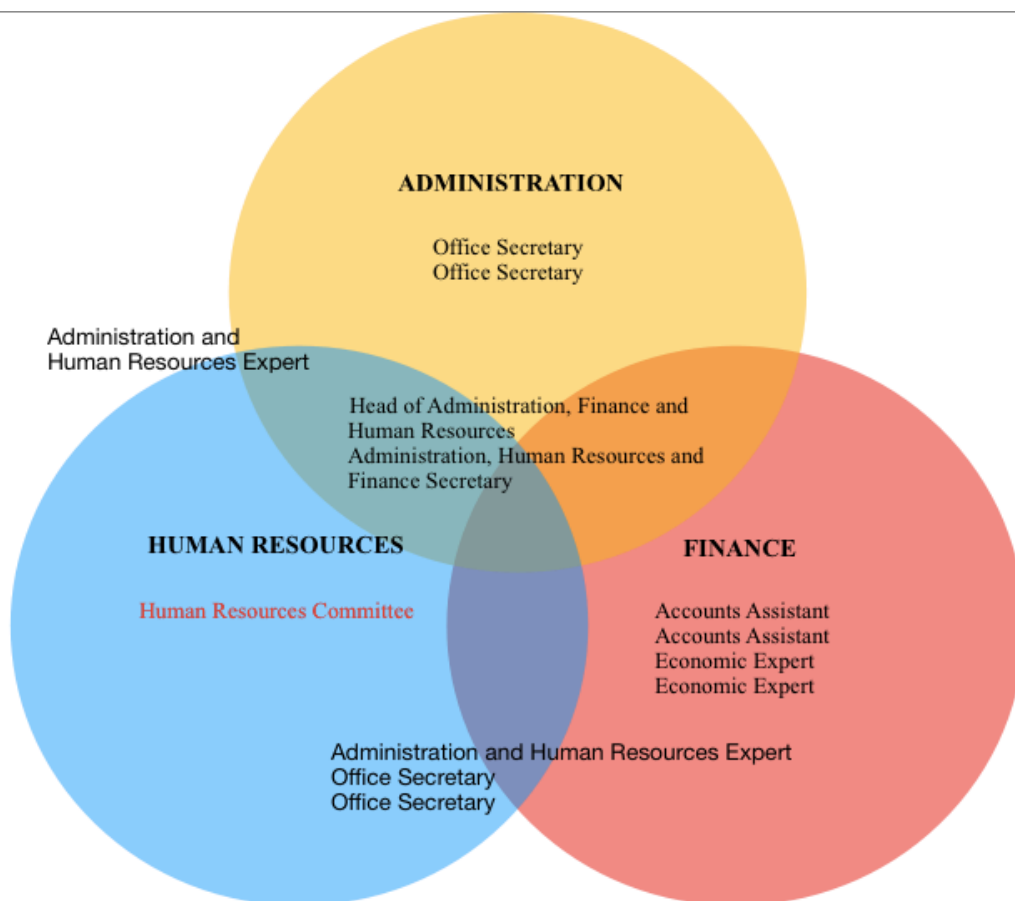 ADMINISTRATION
Office Secretary
Office Secretary
Administration and
Human Resources Expert
Head of Administration, Finance and
Human Resources
Administration, Human Resources and
Finance Secretary
HUMAN RESOURCES
Human Resources Committee
FINANCE
Accounts Assistant
Accounts Assistant
Economic Expert
Economic Expert
Administration and Human Resources Expert
Office Secretary
Office Secretary